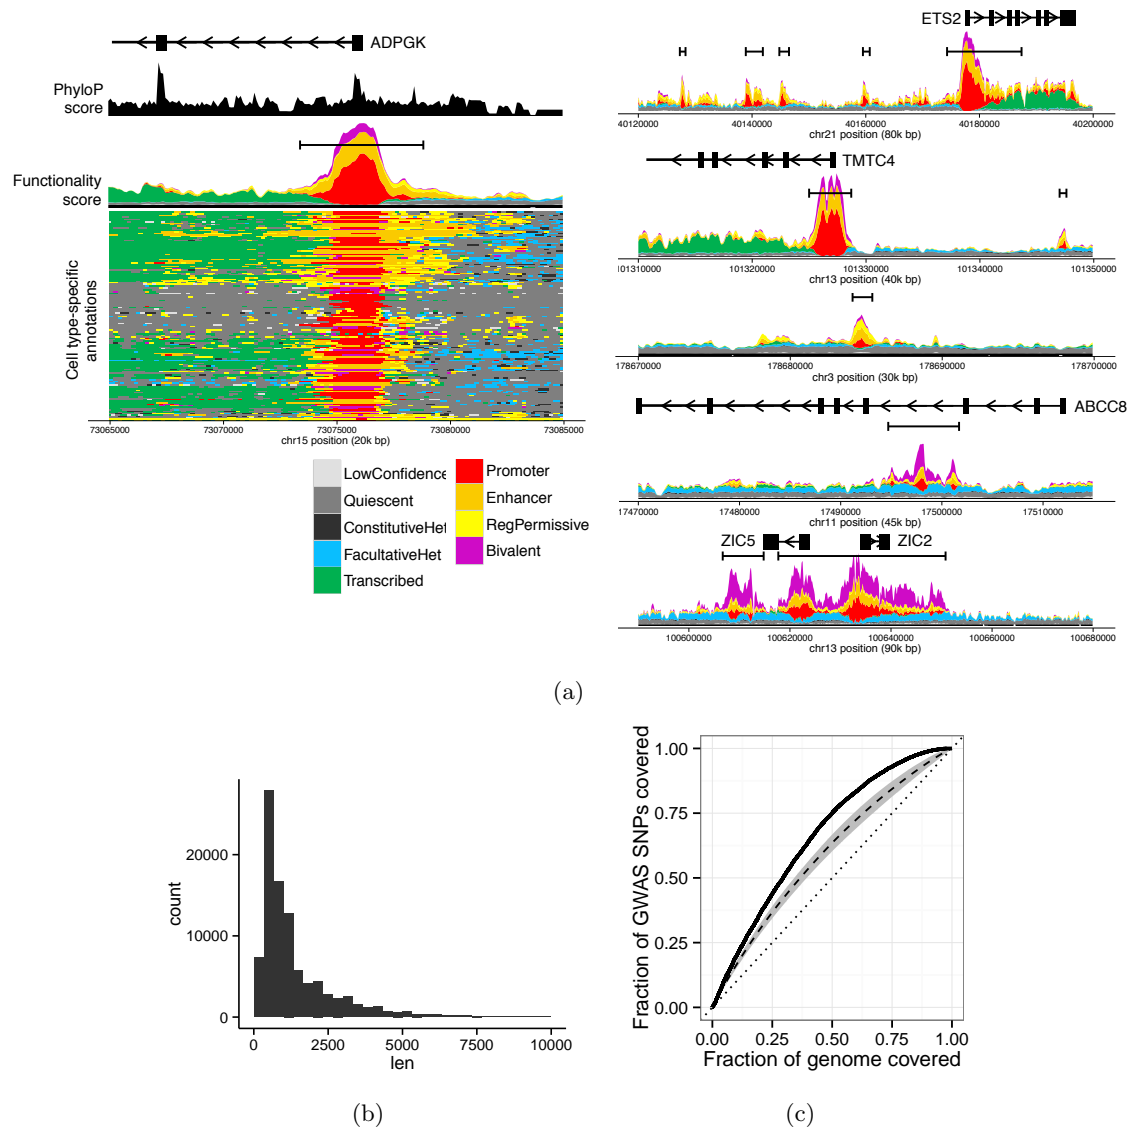 ADPGK
PhyloP
score
Functionality
score
Cell type-specific
annotations
73065000 73070000 73075000 73080000 73085000
chr15 position (20k bp)
LowConfidence
Quiescent
ConstitutiveHet
FacultativeHet
Transcribed
Promoter
Enhancer
RegPermissive
Bivalent
ETS2
40120000 40140000 40160000 40180000 40200000
chr21 position (80k bp)
TMTC4
101310000 101320000 101330000 101340000 101350000
chr13 position (40k bp)
178670000 178680000 178690000 178700000
chr3 position (30k bp)
ABCC8
17470000 17480000 17490000 17500000 17510000
chr11 position (45k bp)
ZIC5 ZIC2
100600000 100620000 100640000 100660000 100680000
chr13 position (90k bp)
(a)
count
20000
10000
0
0 2500 5000 7500 10000
len
(b)
Fraction of GWAS SNPs covered
1.00
0.75
0.50
0.25
0.00
0.00 0.25 0.50 0.75 1.00
Fraction of genome covered
(c)